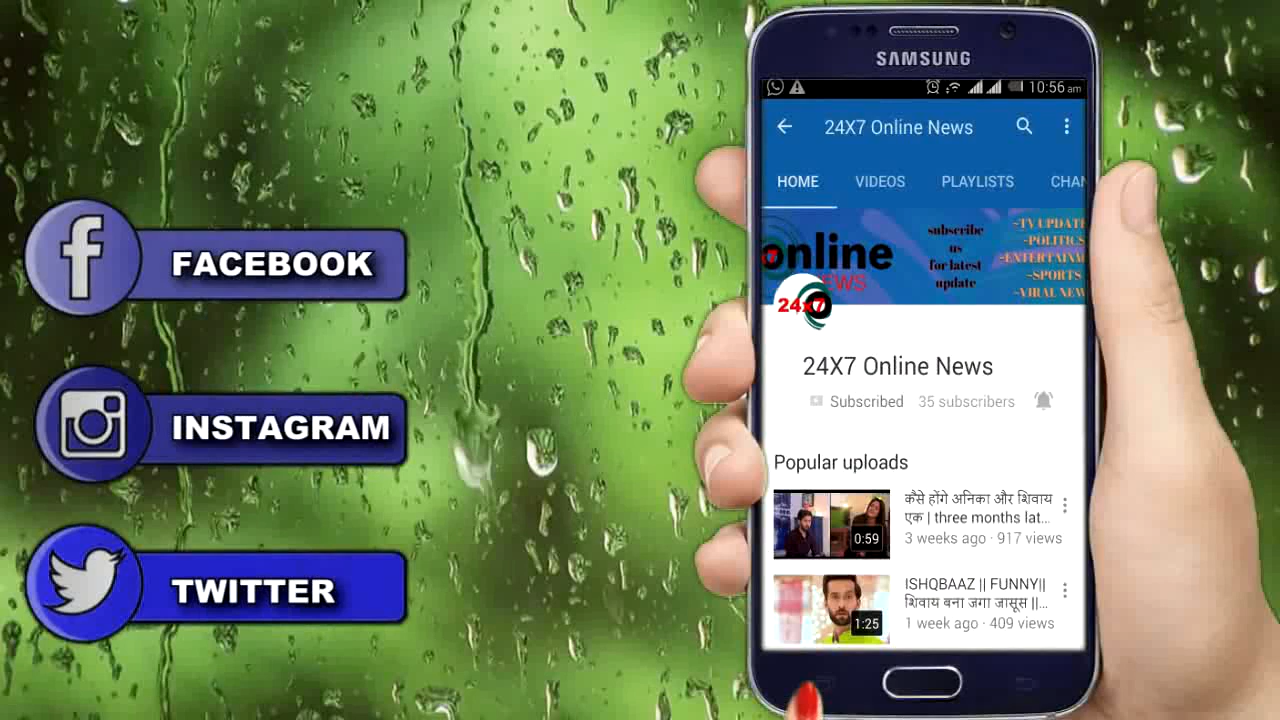 FACEBOOK
INSTAGRAM
TWITTER
SAMSUNG
10:56 am
24X7 Online News
HOME VIDEOS PLAYLISTS CHAN
online
EWS
subscribe
us
for latest
update
~TV UPDATE
~POLITICS
~ENTERTAINM
~SPORTS
~VIRAL NEW
24x7
24X7 Online News
Subscribed 35 subscribers
Popular uploads
कैसे होंगे अनिका और शिवाय
एक | three months lat...
3 weeks ago · 917 views
0:59
ISHQBAAZ || FUNNY||
शिवाय बना जगा जासूस ||...
1 week ago · 409 views
1:25